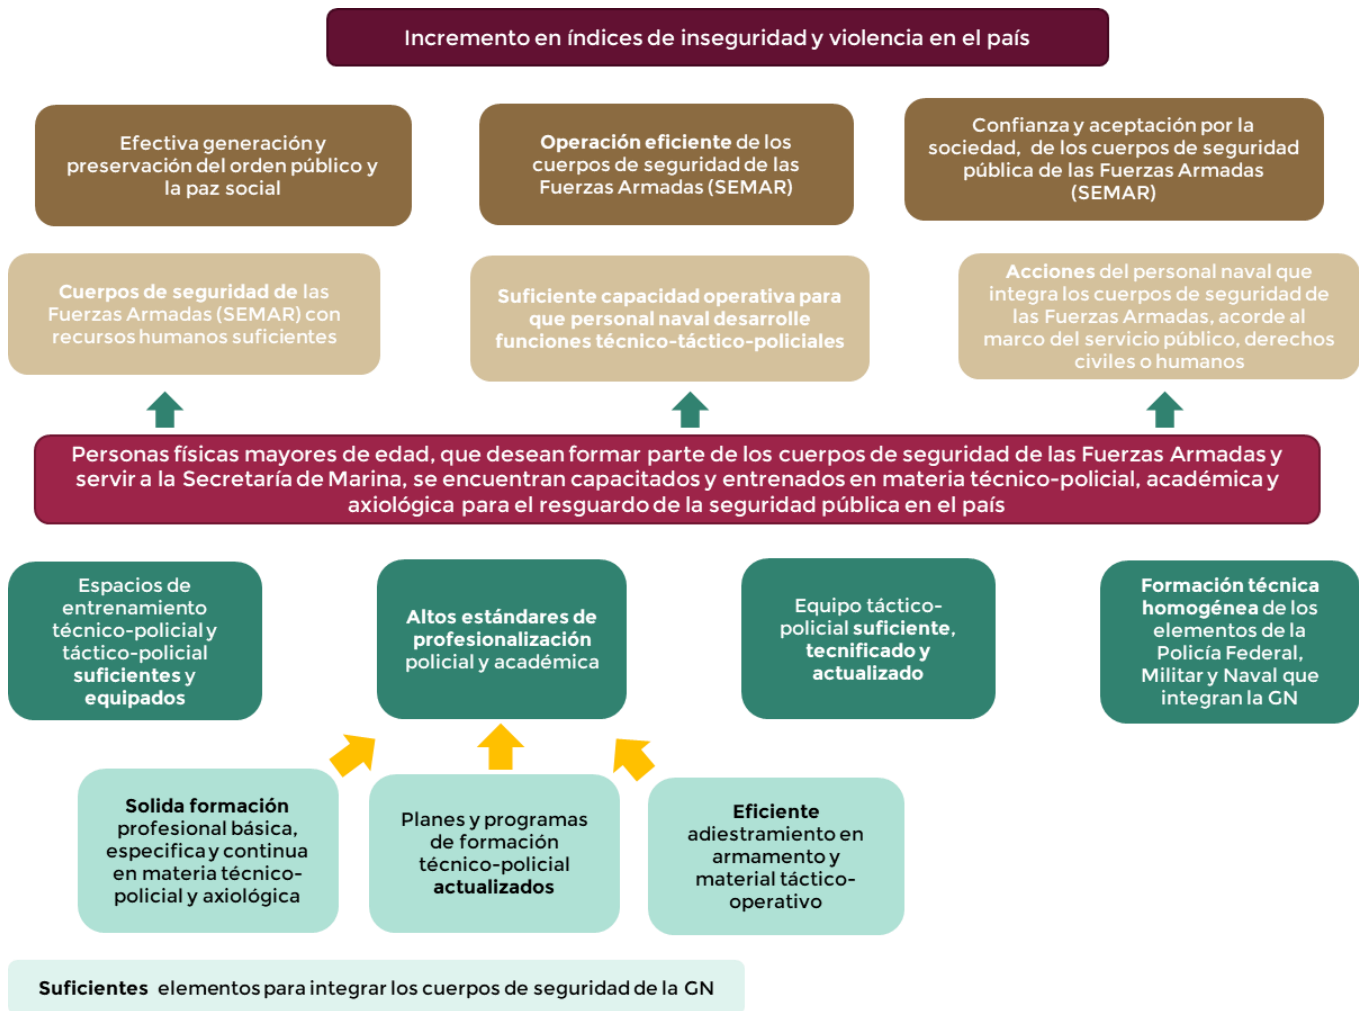 Incremento en índices de inseguridad y violencia en el país
Efectiva generación y
preservación del orden público y
la paz social
Operación eficiente de los
cuerpos de seguridad de las
Fuerzas Armadas (SEMAR)
Confianza y aceptación por la
sociedad, de los cuerpos de seguridad
pública de las Fuerzas Armadas
(SEMAR)
Cuerpos de seguridad de las
Fuerzas Armadas (SEMAR) con
recursos humanos suficientes
Suficiente capacidad operativa para
que personal naval desarrolle
funciones técnico-táctico-policiales
Acciones del personal naval que
integra los cuerpos de seguridad de
las Fuerzas Armadas, acorde al
marco del servicio público, derechos
civiles o humanos
Personas físicas mayores de edad, que desean formar parte de los cuerpos de seguridad de las Fuerzas Armadas y
servir a la Secretaría de Marina, se encuentran capacitados y entrenados en materia técnico-policial, académica y
axiológica para el resguardo de la seguridad pública en el país
Espacios de
entrenamiento
técnico-policial y
táctico-policial
suficientes y
equipados
Altos estándares de
profesionalización
policial y académica
Equipo táctico-
policial suficiente,
tecnificado y
actualizado
Formación técnica
homogénea de los
elementos de la
Policía Federal,
Militar y Naval que
integran la GN
Solida formación
profesional básica,
especifica y continua
en materia técnico-
policial y axiológica
Planes y programas
de formación
técnico-policial
actualizados
Eficiente
adiestramiento en
armamento y
material táctico-
operativo
Suficientes elementos para integrar los cuerpos de seguridad de la GN